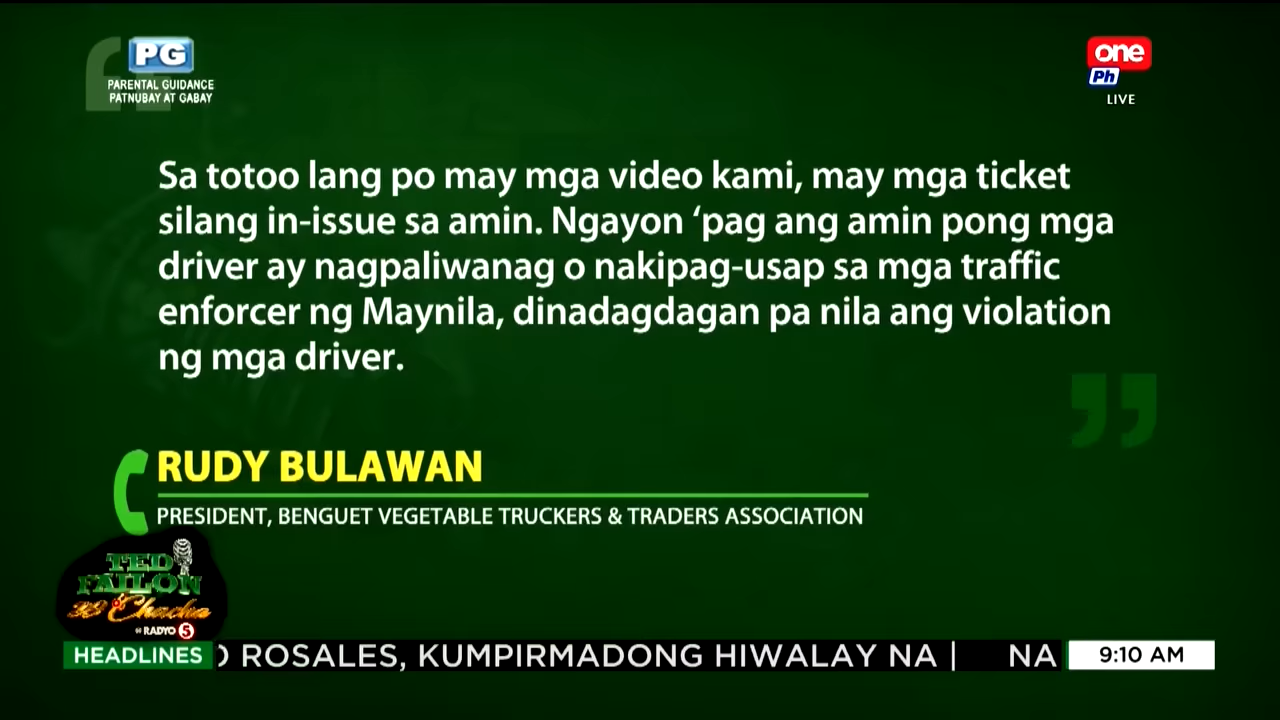 PG
PARENTAL GUIDANCE
PATNUBAY AT GABAY
one
Ph
LIVE
Sa totoo lang po may mga video kami, may mga ticket
silang in-issue sa amin. Ngayon ‘pag ang amin pong mga
driver ay nagpaliwanag o nakipag-usap sa mga traffic
enforcer ng Maynila, dinadagdagan pa nila ang violation
ng mga driver.
RUDY BULAWAN
PRESIDENT, BENGUET VEGETABLE TRUCKERS & TRADERS ASSOCIATION
TED
FAILON
Chacha
RADYO 5
HEADLINES
ROSALES, KUMPIRMADONG HIWALAY NA | NA
9:10 AM